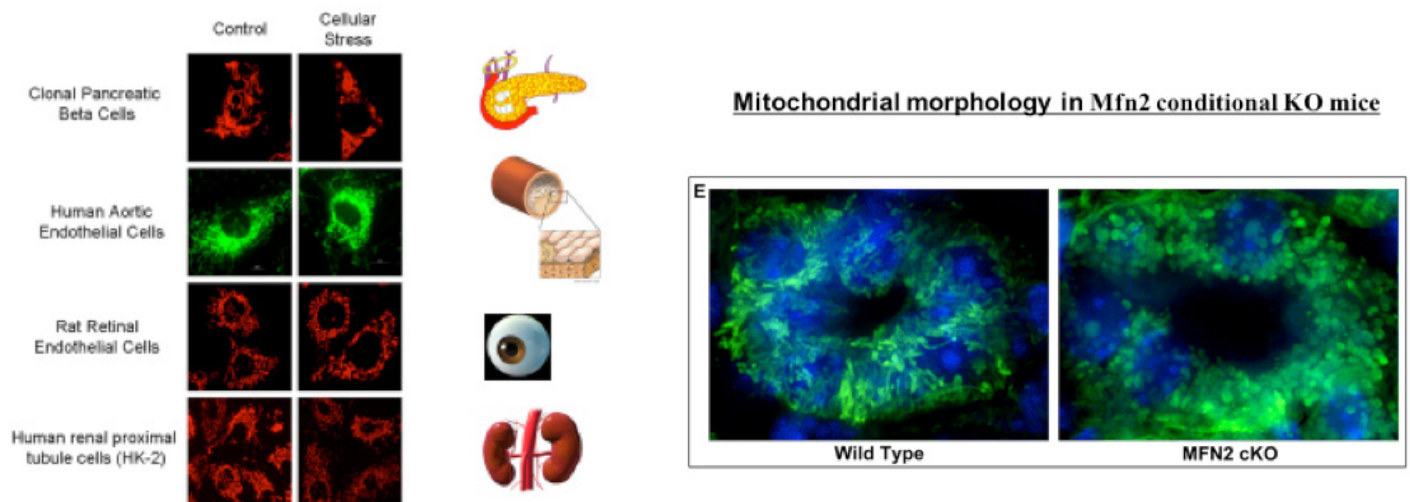 Control
Cellular
Stress
Clonal Pancreatic
Beta Cells
Human Aortic
Endothelial Cells
Rat Retinal
Endothelial Cells
Human renal proximal
tubule cells (HK-2)
Mitochondrial morphology in Mfn2 conditional KO mice
E
Wild Type
MFN2 cKO